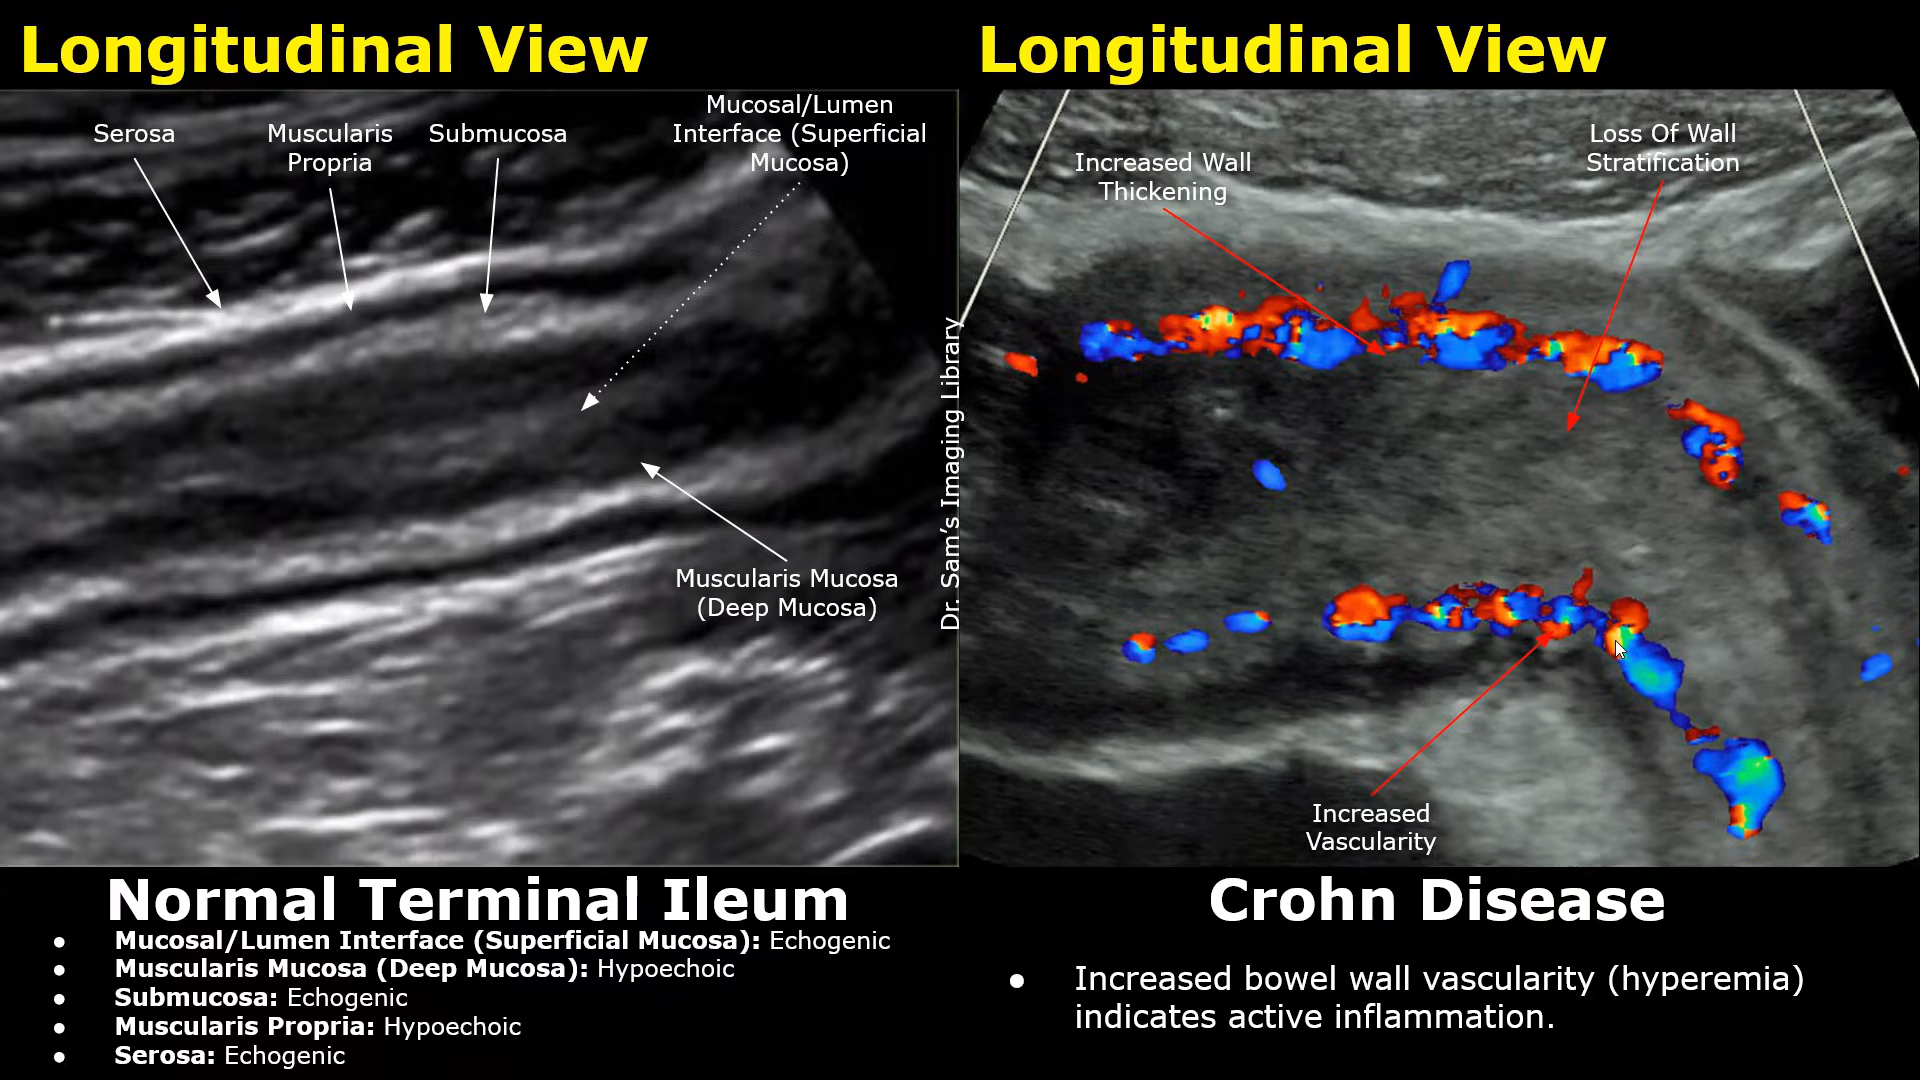 Longitudinal View
Serosa
Muscularis
Propria
Submucosa
Mucosal/Lumen
Interface (Superficial
Mucosa)
Muscularis Mucosa
(Deep Mucosa)
Normal Terminal Ileum
● Mucosal/Lumen Interface (Superficial Mucosa): Echogenic
● Muscularis Mucosa (Deep Mucosa): Hypoechoic
● Submucosa: Echogenic
● Muscularis Propria: Hypoechoic
● Serosa: Echogenic
Dr. Sam’s Imaging Library
Longitudinal View
Increased Wall
Thickening
Loss Of Wall
Stratification
Increased
Vascularity
Crohn Disease
● Increased bowel wall vascularity (hyperemia)
indicates active inflammation.